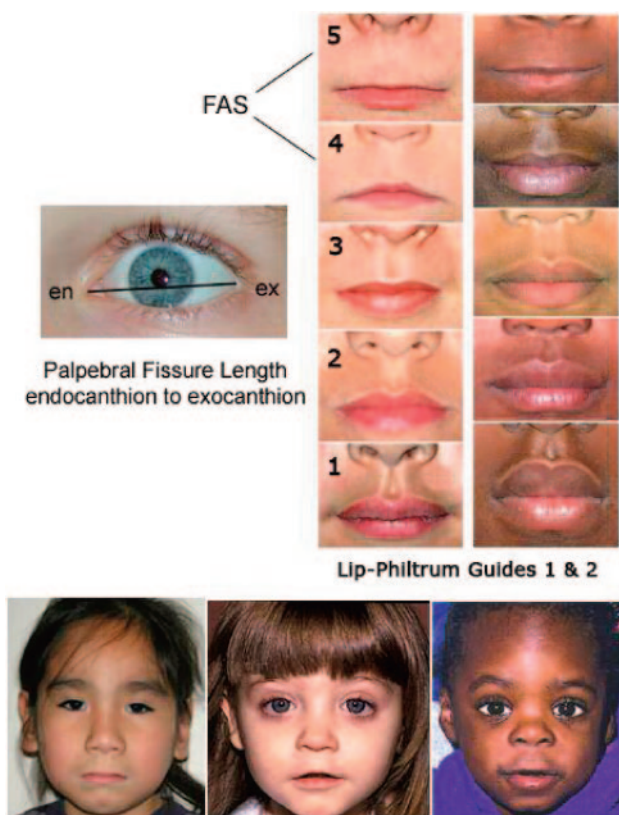 5
FAS
4
3
en
ex
Palpebral Fissure Length
endocanthion to exocanthion
2
1
Lip-Philtrum Guides 1 & 2